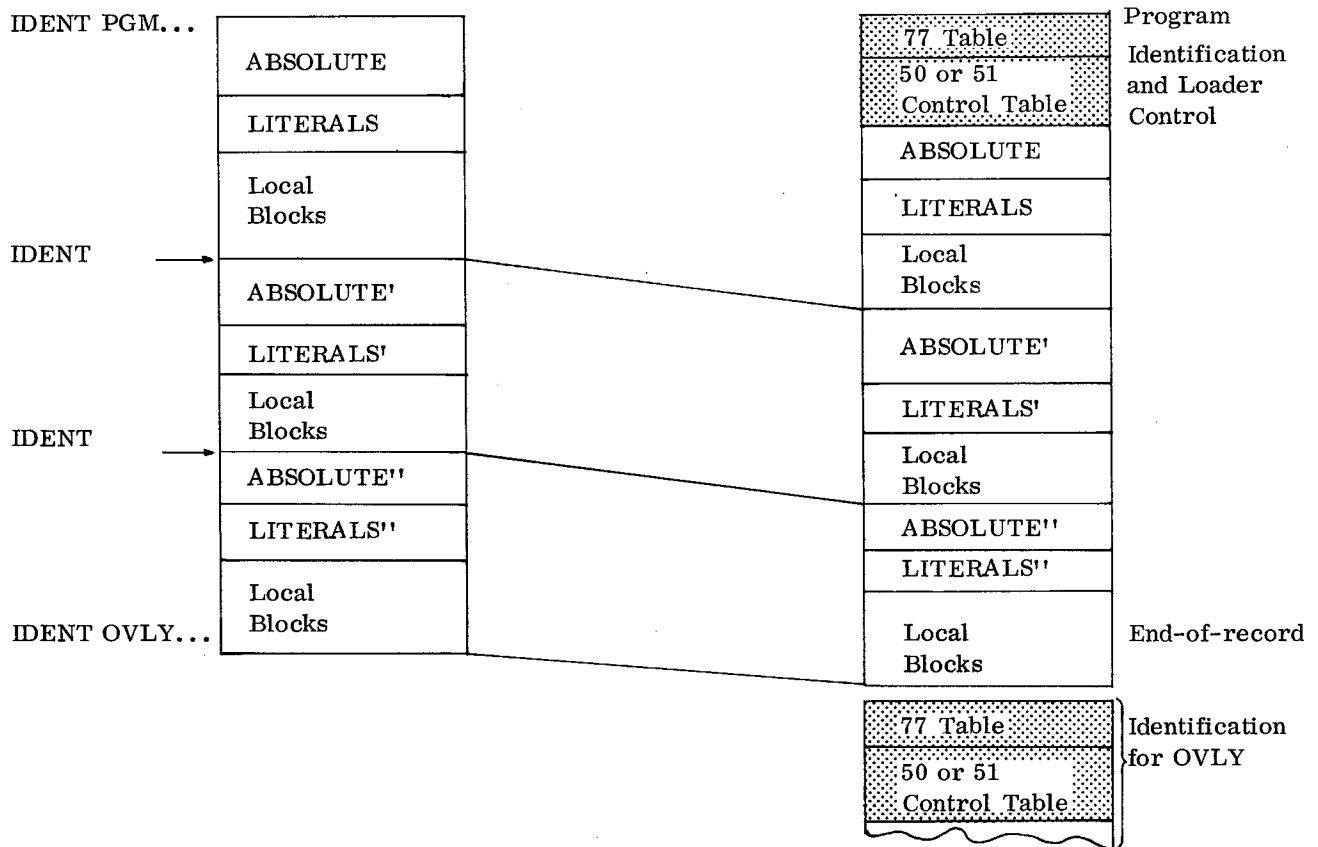 IDENT PGM...
ABSOLUTE
LITERALS
Local
Blocks
IDENT
ABSOLUTE'
LITERALS'
Local
Blocks
IDENT
ABSOLUTE''
LITERALS''
Local
Blocks
IDENT OVLY...
77 Table
50 or 51
Control Table
Program
Identification
and Loader
Control
ABSOLUTE
LITERALS
Local
Blocks
ABSOLUTE'
LITERALS'
Local
Blocks
ABSOLUTE''
LITERALS''
Local
Blocks
End-of-record
77 Table
50 or 51
Control Table
Identification
for OVLY